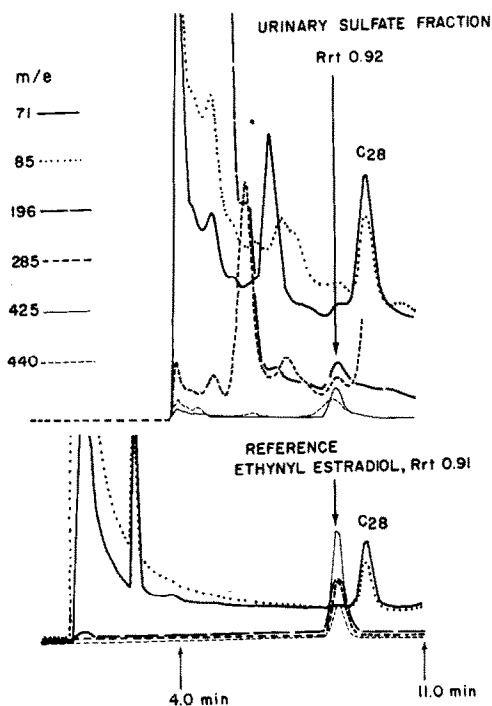 URINARY SULFATE FRACTION
Rrt 0.92
m/e
71
85
196
285
425
440
C28
REFERENCE
ETHYNYL ESTRADIOL, Rrt 0.91
C28
4.0 min
11.0 min